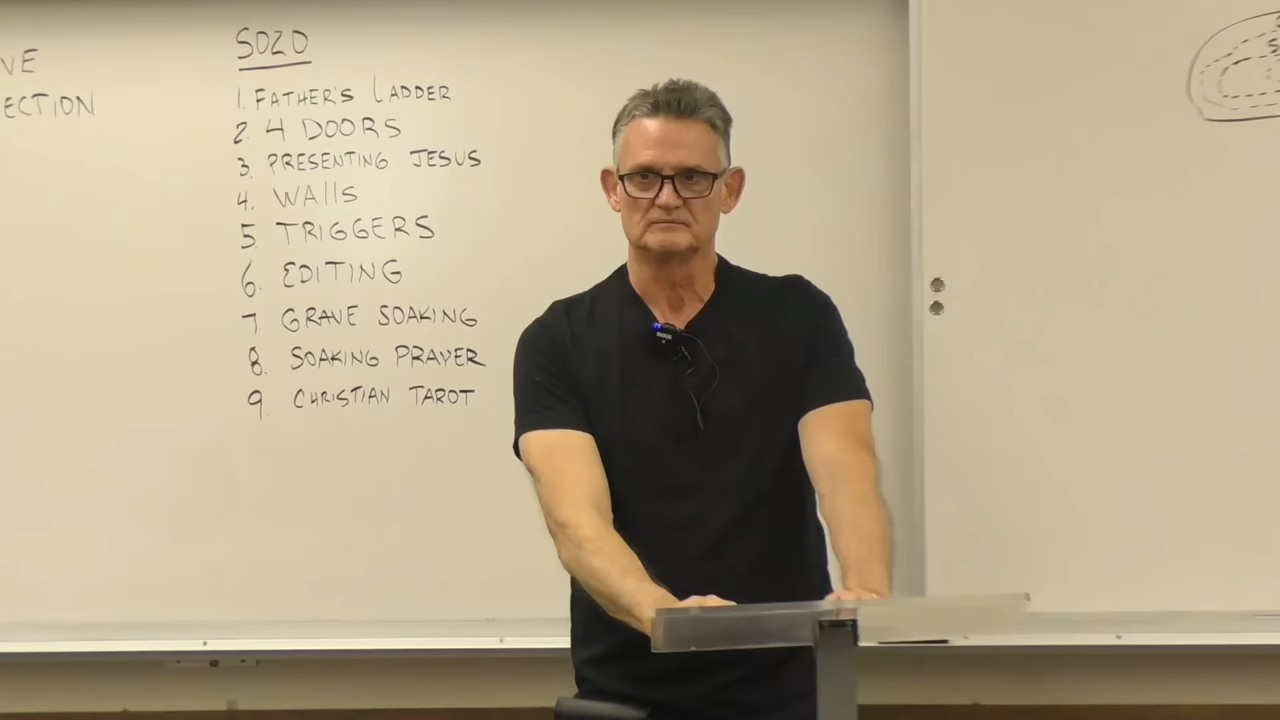 VE
ECTION
SOZO
1. FATHER'S LADDER
2. 4 DOORS
3. PRESENTING JESUS
4. WALLS
5. TRIGGERS
6. EDITING
7 GRAVE SOAKING
8. SOAKING PRAYER
9. CHRISTIAN TAROT